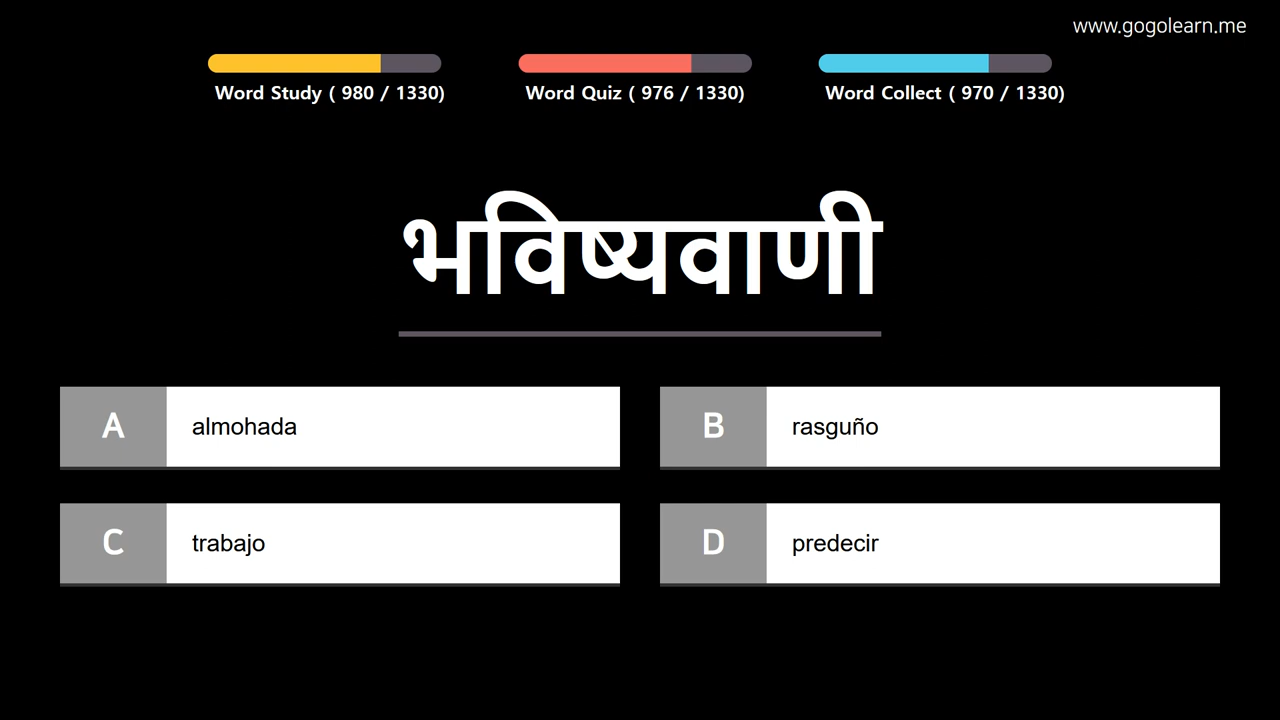 www.gogolearn.me
Word Study ( 980 / 1330)
Word Quiz ( 976 / 1330)
Word Collect ( 970 / 1330)
भविष्यवाणी
A almohada
B rasguño
C trabajo
D predecir